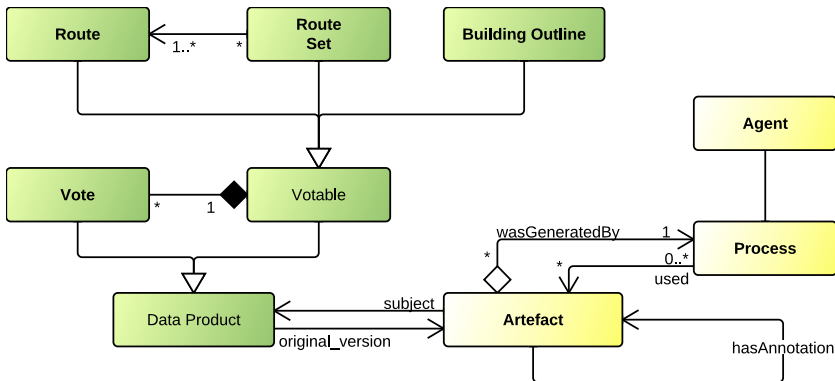 Route
1..*
*
Route
Set
Building Outline
Agent
Vote
*
1
Votable
wasGeneratedBy
1
*
Process
*
0..*
used
Data Product
subject
original_version
Artefact
hasAnnotation